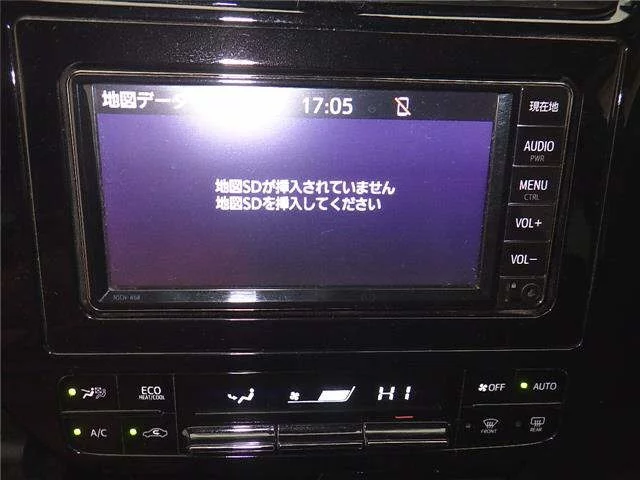 地図データ
17:05
現在地
AUDIO
PWR
MENU
CTRL
VOL+
VOL−
地図SDが挿入されていません
地図SDを挿入してください
ECO
HEAT/COOL
HI
OFF
AUTO
A/C
FRONT
REAR